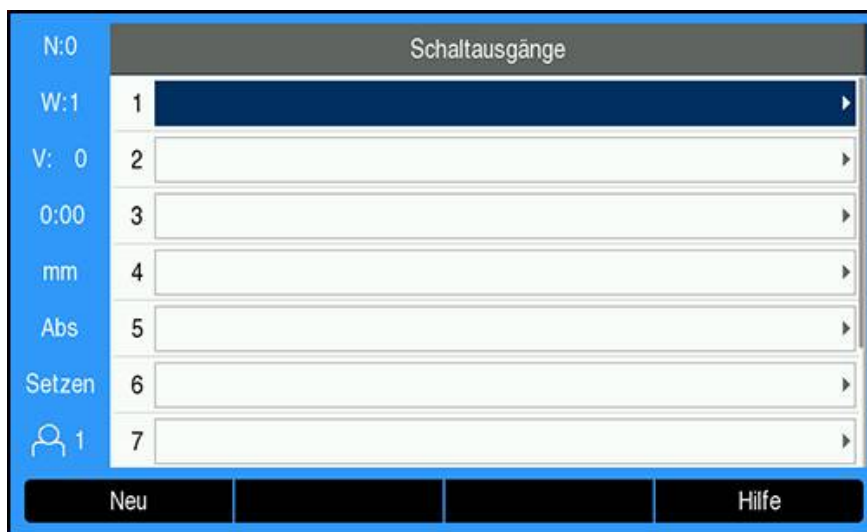 N:0
Schaltausgänge
W:1
1
V: 0
2
0:00
3
mm
4
Abs
5
Setzen
6
1
7
Neu
Hilfe